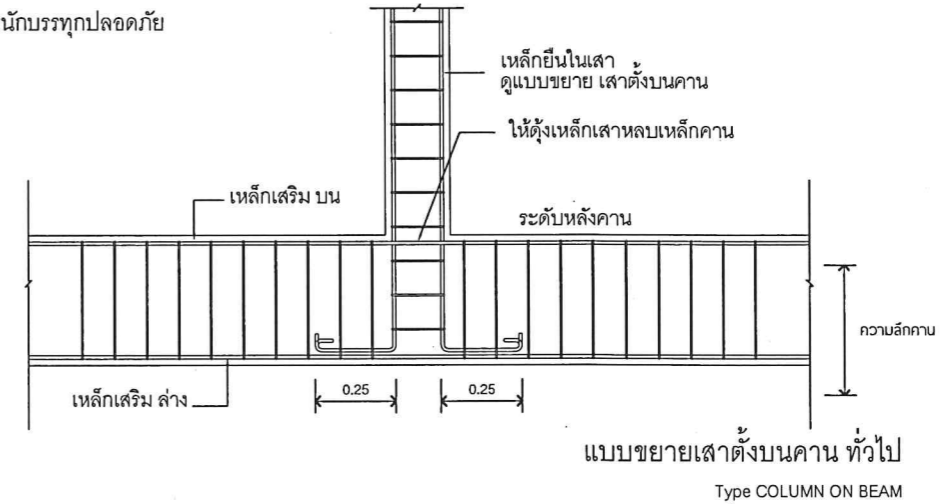 นักบรรทุกปลอดภัย
เหล็กยืนในเสา
ดูแบบขยาย เสาตั้งบนคาน
ให้ดุ้งเหล็กเสาหลบเหล็กคาน
เหล็กเสริม บน
ระดับหลังคาน
ความลึกคาน
0.25
0.25
เหล็กเสริม ล่าง
แบบขยายเสาตั้งบนคาน ทั่วไป
Type COLUMN ON BEAM